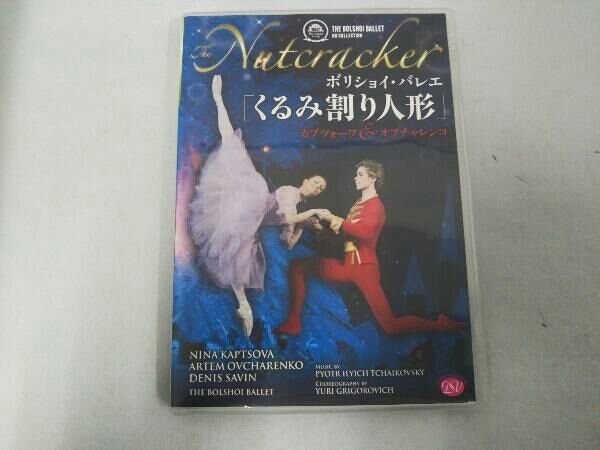 THE BOLSHOI BALLET
HD COLLECTION
The Nutcracker
ボリショイ・バレエ
「くるみ割り人形」
カプツォーワ & オフチャレンコ
NINA KAPTSOVA
ARTEM OVCHARENKO
DENIS SAVIN
THE BOLSHOI BALLET
MUSIC BY
PYOTR ILYICH TCHAIKOVSKY
CHOREOGRAPHY BY
YURI GRIGOROVICH